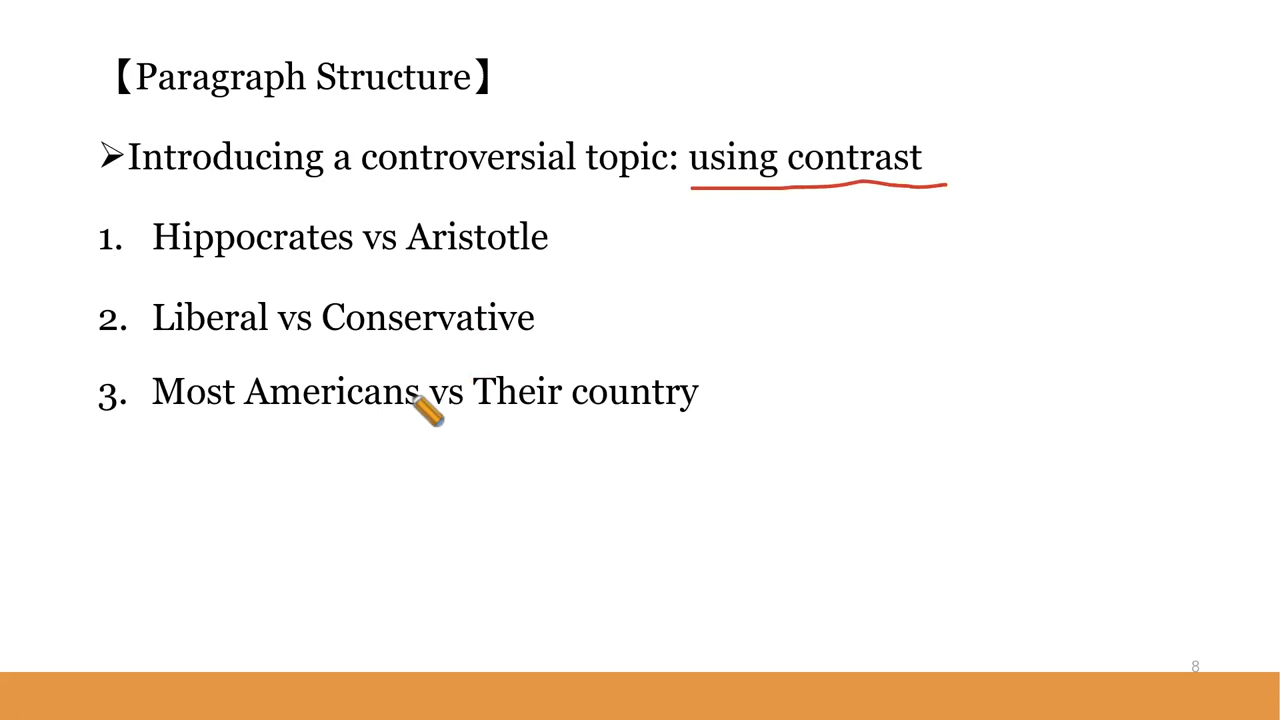 【Paragraph Structure】
➢Introducing a controversial topic: using contrast
1. Hippocrates vs Aristotle
2. Liberal vs Conservative
3. Most Americans vs Their country
8